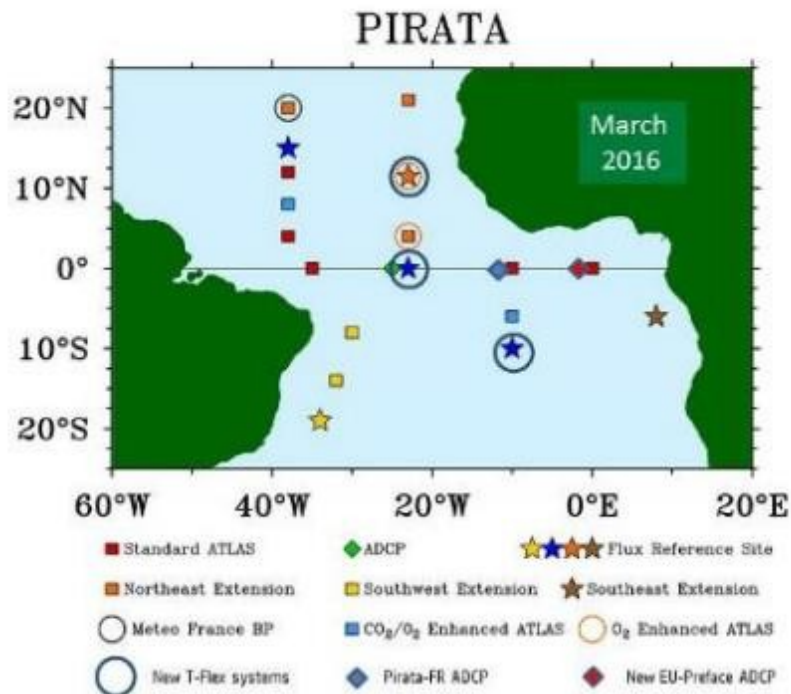 PIRATA
March
2016
20°N
10°N
0°
10°S
20°S
60°W 40°W 20°W 0°E 20°E
Standard ATLAS ADCP Flux Reference Site
Northeast Extension Southwest Extension Southeast Extension
Meteo France BP CO₂/O₂ Enhanced ATLAS O₂ Enhanced ATLAS
New T-Flex systems Pirata-FR ADCP New EU-Preface ADCP